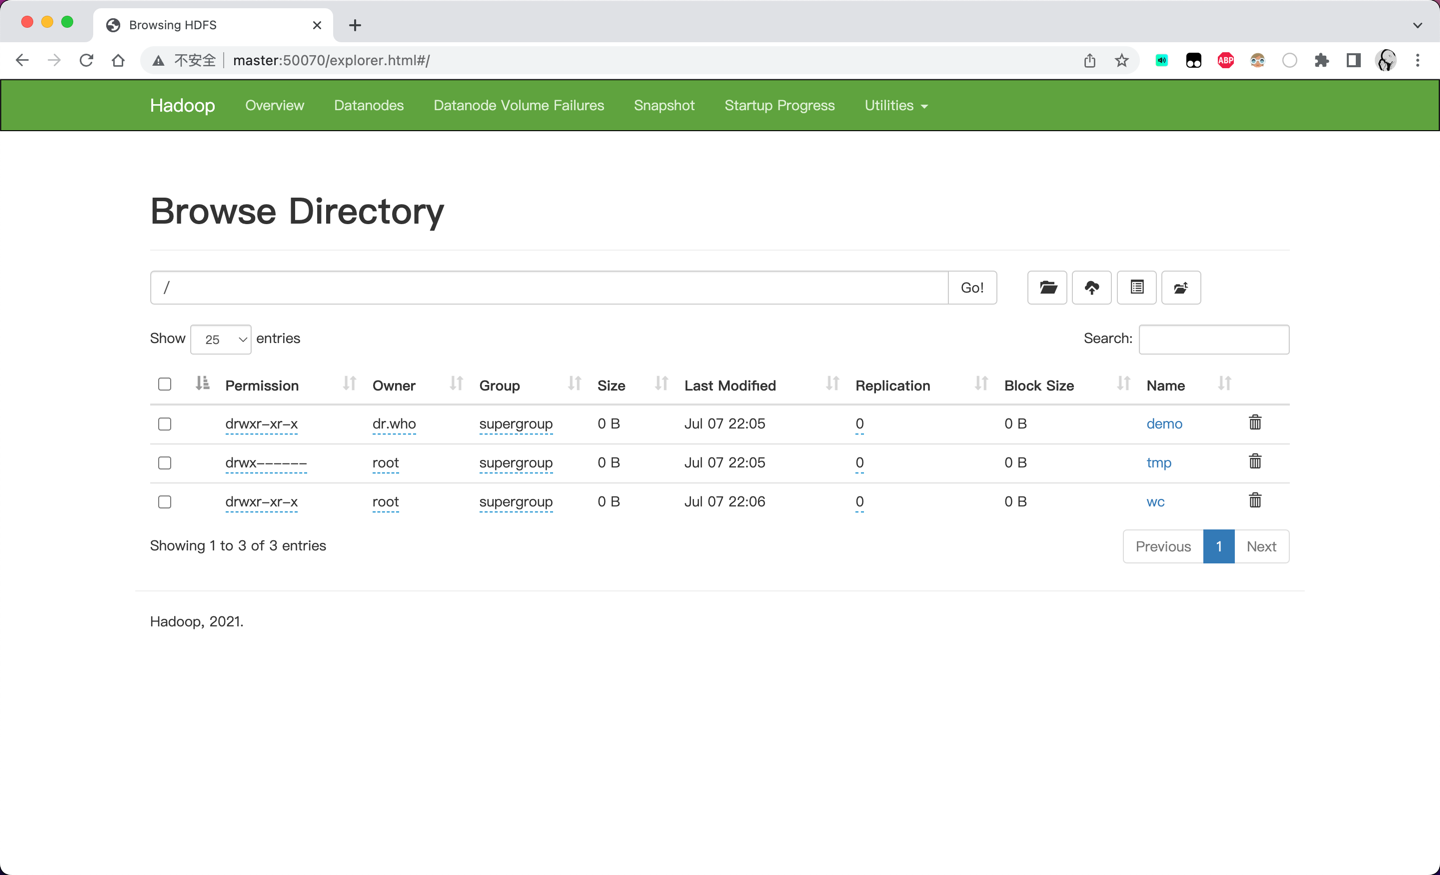 Browsing HDFS
不安全 master:50070/explorer.html#/
ABP
Hadoop Overview Datanodes Datanode Volume Failures Snapshot Startup Progress Utilities
Browse Directory
/ Go!
Show 25 entries Search:
Permission Owner Group Size Last Modified Replication Block Size Name
drwxr-xr-x dr.who supergroup 0 B Jul 07 22:05 0 0 B demo
drwx------ root supergroup 0 B Jul 07 22:05 0 0 B tmp
drwxr-xr-x root supergroup 0 B Jul 07 22:06 0 0 B wc
Showing 1 to 3 of 3 entries Previous 1 Next
Hadoop, 2021.